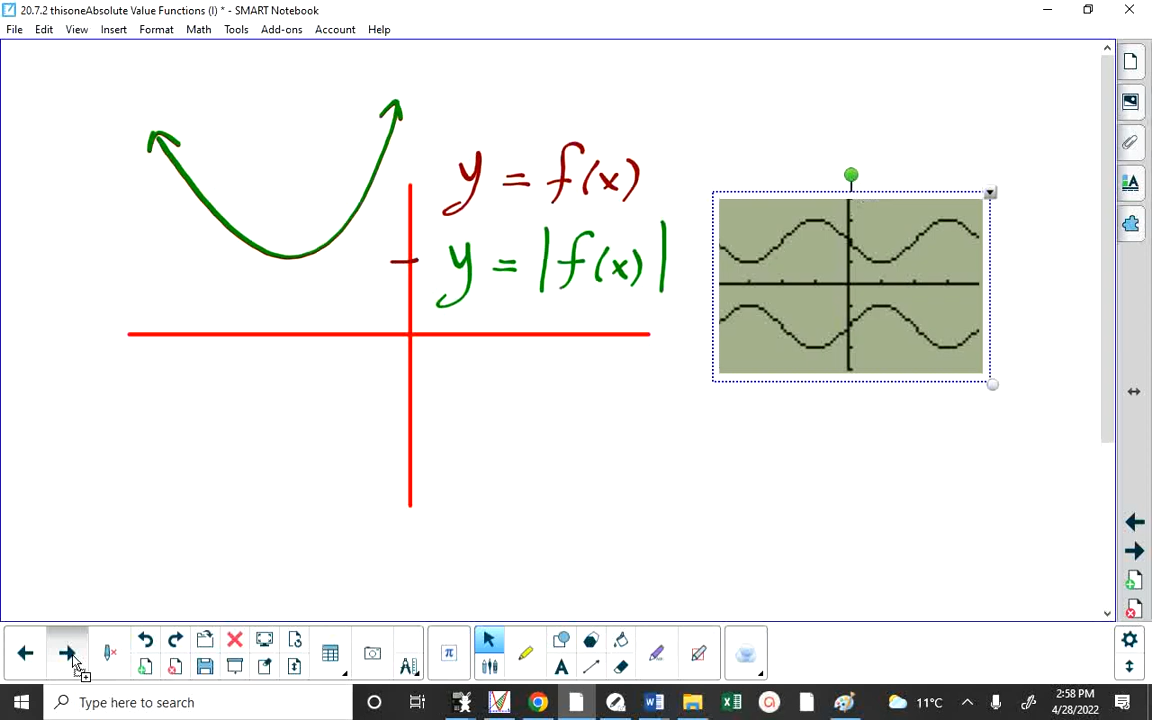 20.7.2 thisoneAbsolute Value Functions (I) * - SMART Notebook
File Edit View Insert Format Math Tools Add-ons Account Help
y = f(x)
y = |f(x)|
π
A
Type here to search
11°C
2:58 PM
4/28/2022